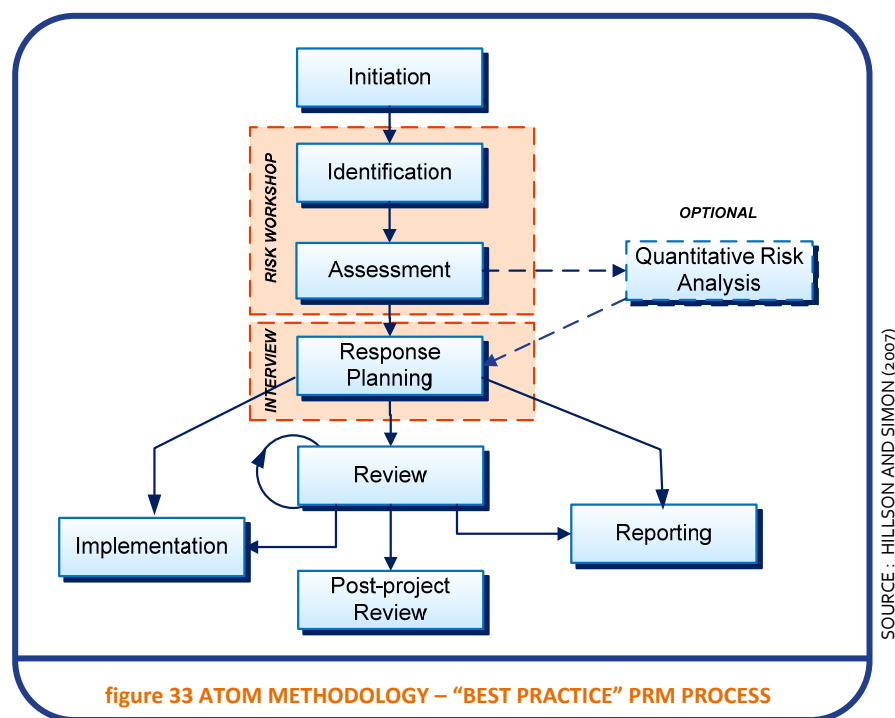 Initiation
RISK WORKSHOP
Identification
Assessment
OPTIONAL
Quantitative Risk
Analysis
INTERVIEW
Response
Planning
Review
Implementation
Reporting
Post-project
Review
SOURCE : HILLSON AND SIMON (2007)
figure 33 ATOM METHODOLOGY – “BEST PRACTICE” PRM PROCESS